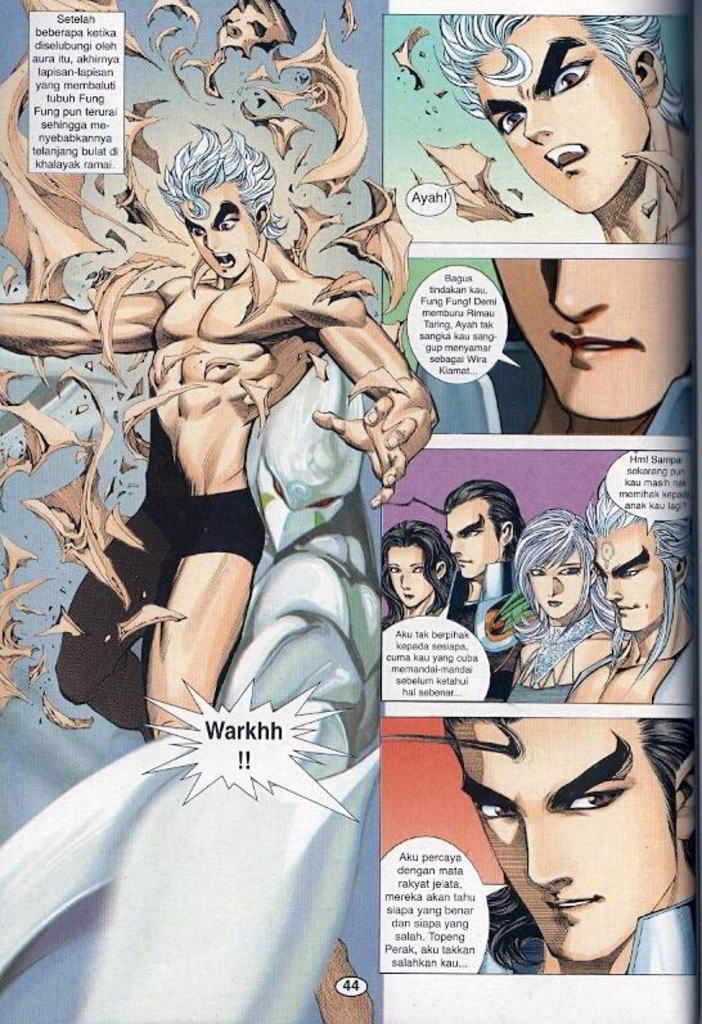 Setelah
beberapa ketika
diselubungi oleh
aura itu, akhirnya
lapisan-lapisan
yang membaluti
tubuh Fung
Fung pun terurai
sehingga me-
nyebabkannya
telanjang bulat di
khalayak ramai.
Warkhh
!!
Ayah!
Bagus
tindakan kau,
Fung Fung! Demi
memburu Rimau
Taring, Ayah tak
sangka kau sang-
gup menyamar
sebagai Wira
Kiamat...
Hm! Sampai
sekarang pun
kau masih nak
memihak kepada
anak kau lagi?
Aku tak berpihak
kepada sesiapa,
cuma kau yang cuba
memandai-mandai
sebelum ketahui
hal sebenar...
Aku percaya
dengan mata
rakyat jelata,
mereka akan tahu
siapa yang benar
dan siapa yang
salah. Topeng
Perak, aku takkan
salahkan kau...
44